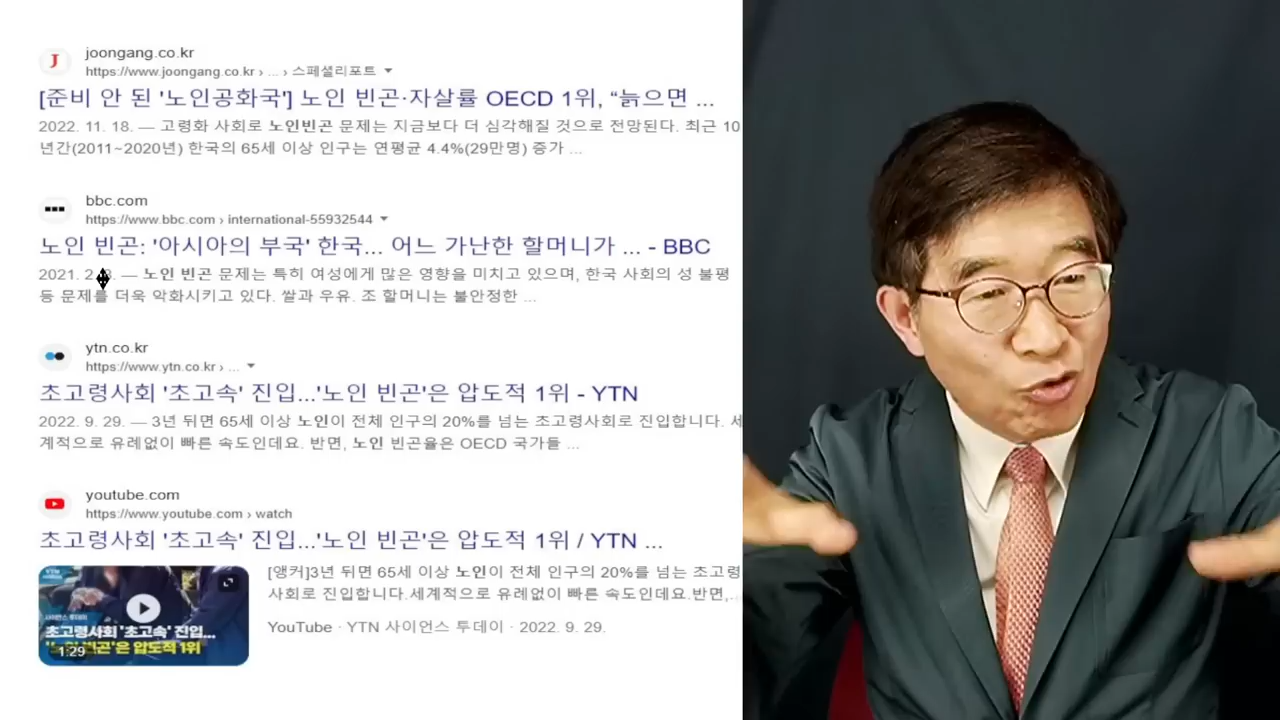 joongang.co.kr
https://www.joongang.co.kr › ... › 스페셜리포트
[준비 안 된 '노인공화국'] 노인 빈곤·자살률 OECD 1위, “늙으면 ...
2022. 11. 18. — 고령화 사회로 노인빈곤 문제는 지금보다 더 심각해질 것으로 전망된다. 최근 10
년간(2011~2020년) 한국의 65세 이상 인구는 연평균 4.4%(29만명) 증가 ...
bbc.com
https://www.bbc.com › international-55932544
노인 빈곤: '아시아의 부국' 한국... 어느 가난한 할머니가 ... - BBC
2021. 2. — 노인 빈곤 문제는 특히 여성에게 많은 영향을 미치고 있으며, 한국 사회의 성 불평
등 문제를 더욱 악화시키고 있다. 쌀과 우유. 조 할머니는 불안정한 ...
ytn.co.kr
https://www.ytn.co.kr › ...
초고령사회 '초고속' 진입...'노인 빈곤'은 압도적 1위 - YTN
2022. 9. 29. — 3년 뒤면 65세 이상 노인이 전체 인구의 20%를 넘는 초고령사회로 진입합니다. 세
계적으로 유례없이 빠른 속도인데요. 반면, 노인 빈곤율은 OECD 국가들 ...
youtube.com
https://www.youtube.com › watch
초고령사회 '초고속' 진입...'노인 빈곤'은 압도적 1위 / YTN ...
[앵커]3년 뒤면 65세 이상 노인이 전체 인구의 20%를 넘는 초고령
사회로 진입합니다.세계적으로 유례없이 빠른 속도인데요.반면,...
YouTube · YTN 사이언스 투데이 · 2022. 9. 29.
YTN
사이언스 투데이
초고령사회 '초고속' 진입...
'노인 빈곤'은 압도적 1위
1:29